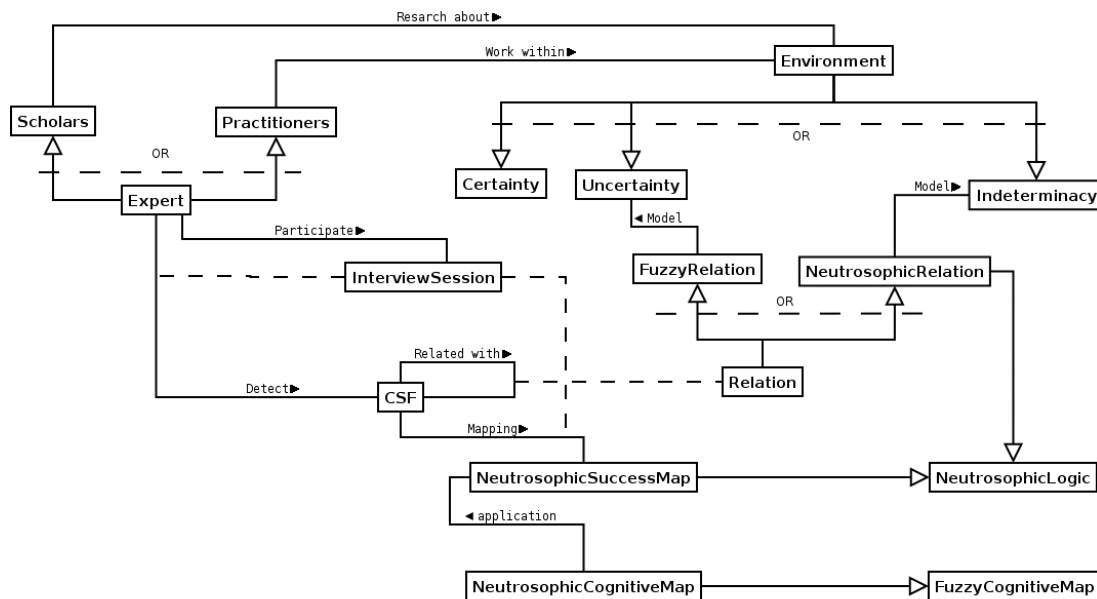 Resarch about▶
Work within▶
Environment
Scholars
Practitioners
OR
OR
Certainty
Uncertainty
Expert
Model▶
Indeterminacy
◀ Model
Participate▶
InterviewSession
FuzzyRelation
NeutrosophicRelation
OR
Related with▶
Relation
Detect▶
CSF
Mapping▶
NeutrosophicSuccessMap
NeutrosophicLogic
◀ application
NeutrosophicCognitiveMap
FuzzyCognitiveMap